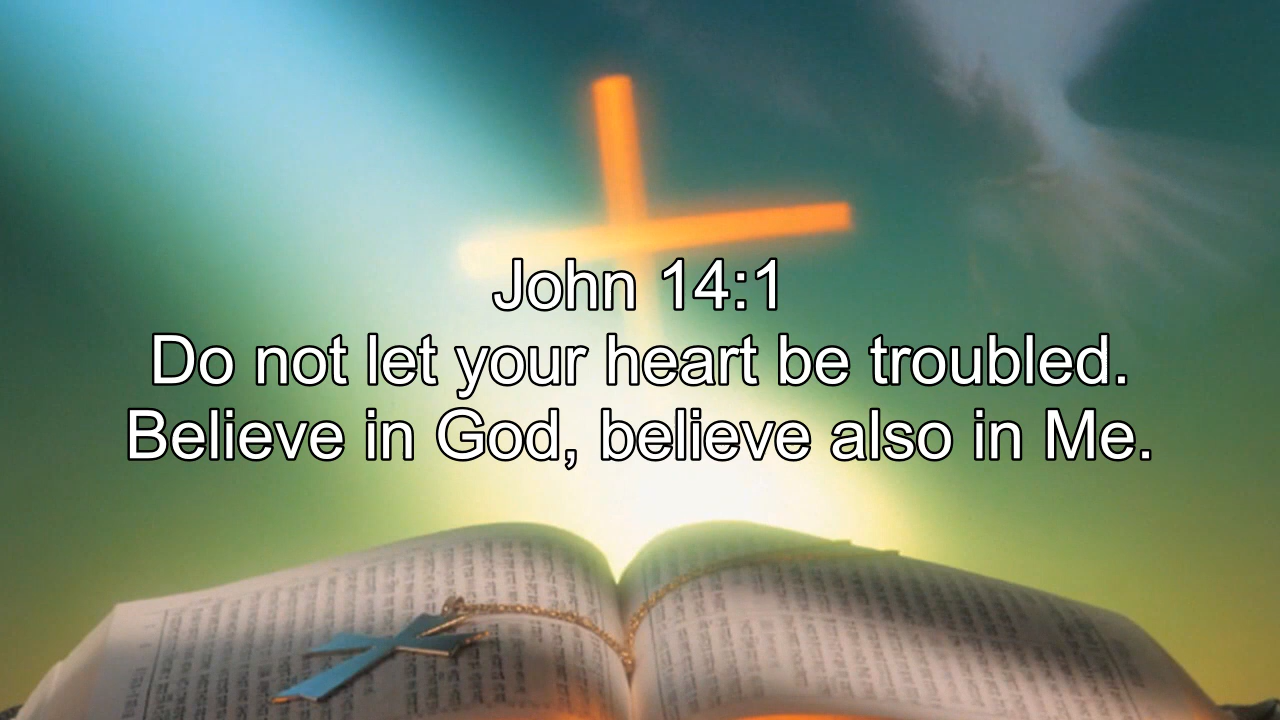 John 14:1
Do not let your heart be troubled.
Believe in God, believe also in Me.